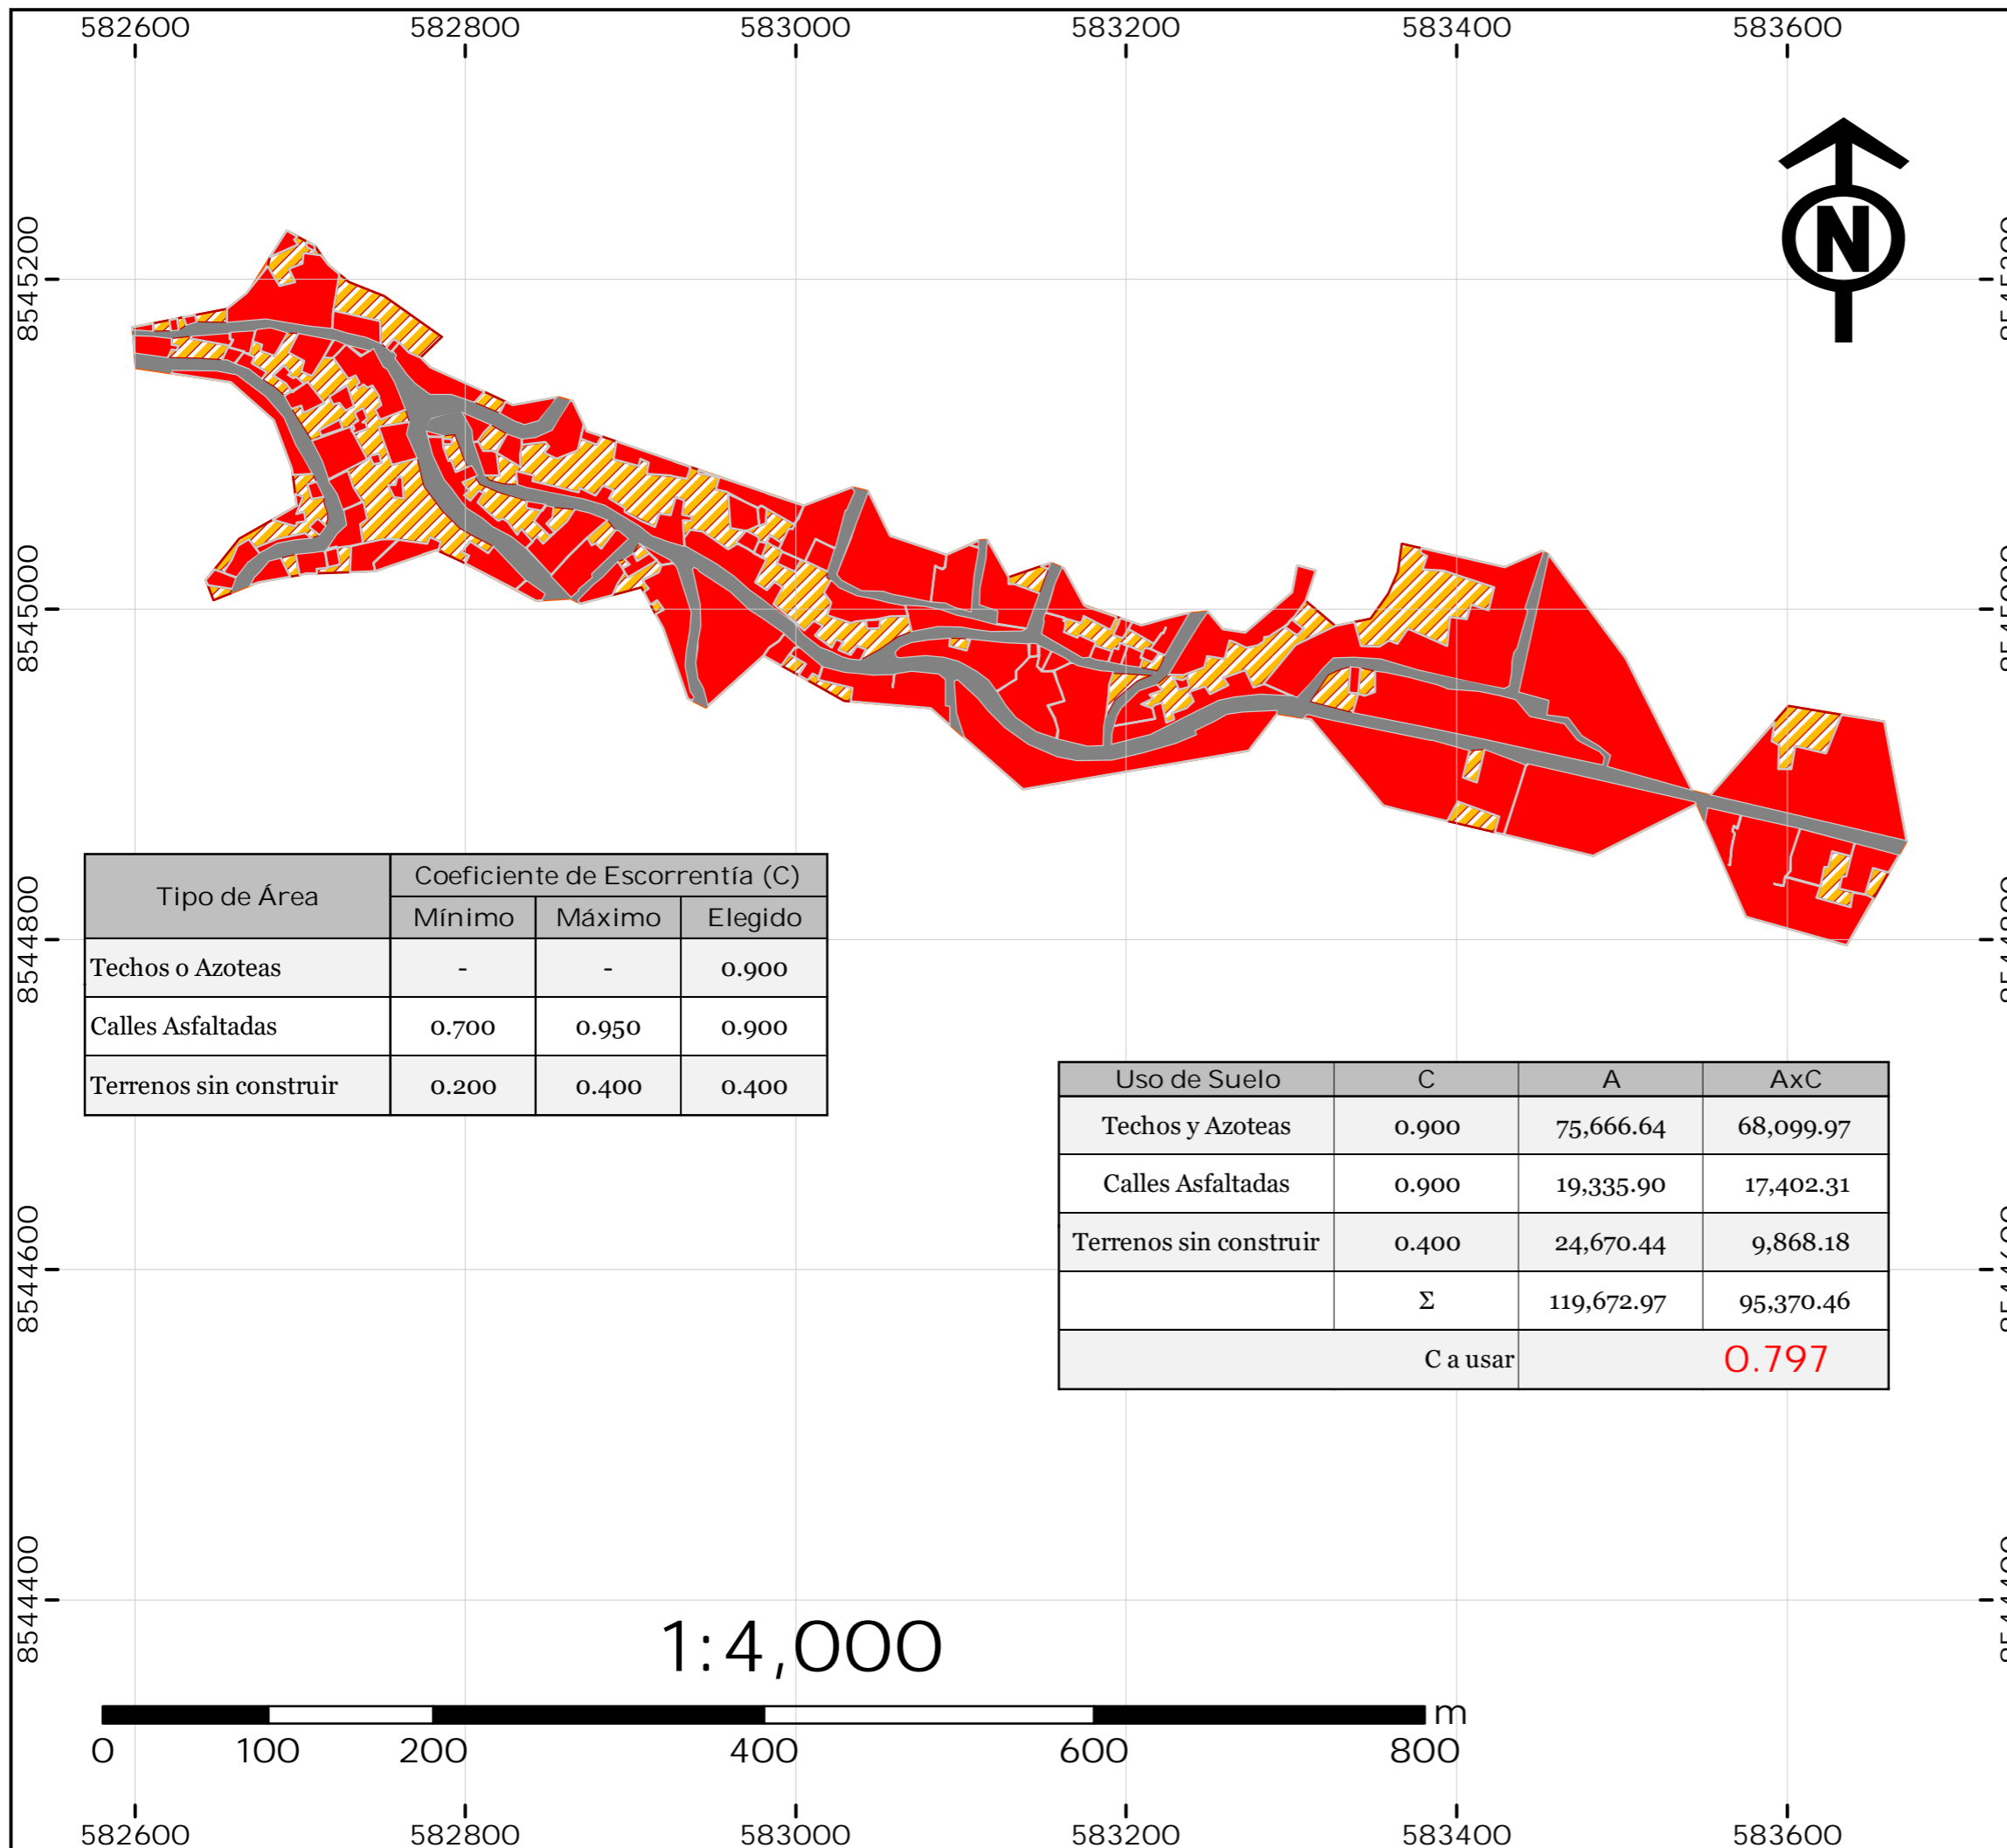 582600 582800 583000 583200 583400 583600
N
8545200 8545200
8545000 8545000
8544800 8544800
8544600 8544600
8544400 8544400
Tipo de Área Coeficiente de Escorrentía (C)
Mínimo Máximo Elegido
Techos o Azoteas - - 0.900
Calles Asfaltadas 0.700 0.950 0.900
Terrenos sin construir 0.200 0.400 0.400
Uso de Suelo C A AxC
Techos y Azoteas 0.900 75,666.64 68,099.97
Calles Asfaltadas 0.900 19,335.90 17,402.31
Terrenos sin construir 0.400 24,670.44 9,868.18
Σ 119,672.97 95,370.46
C a usar 0.797
1:4,000
m
0 100 200 400 600 800
582600 582800 583000 583200 583400 583600